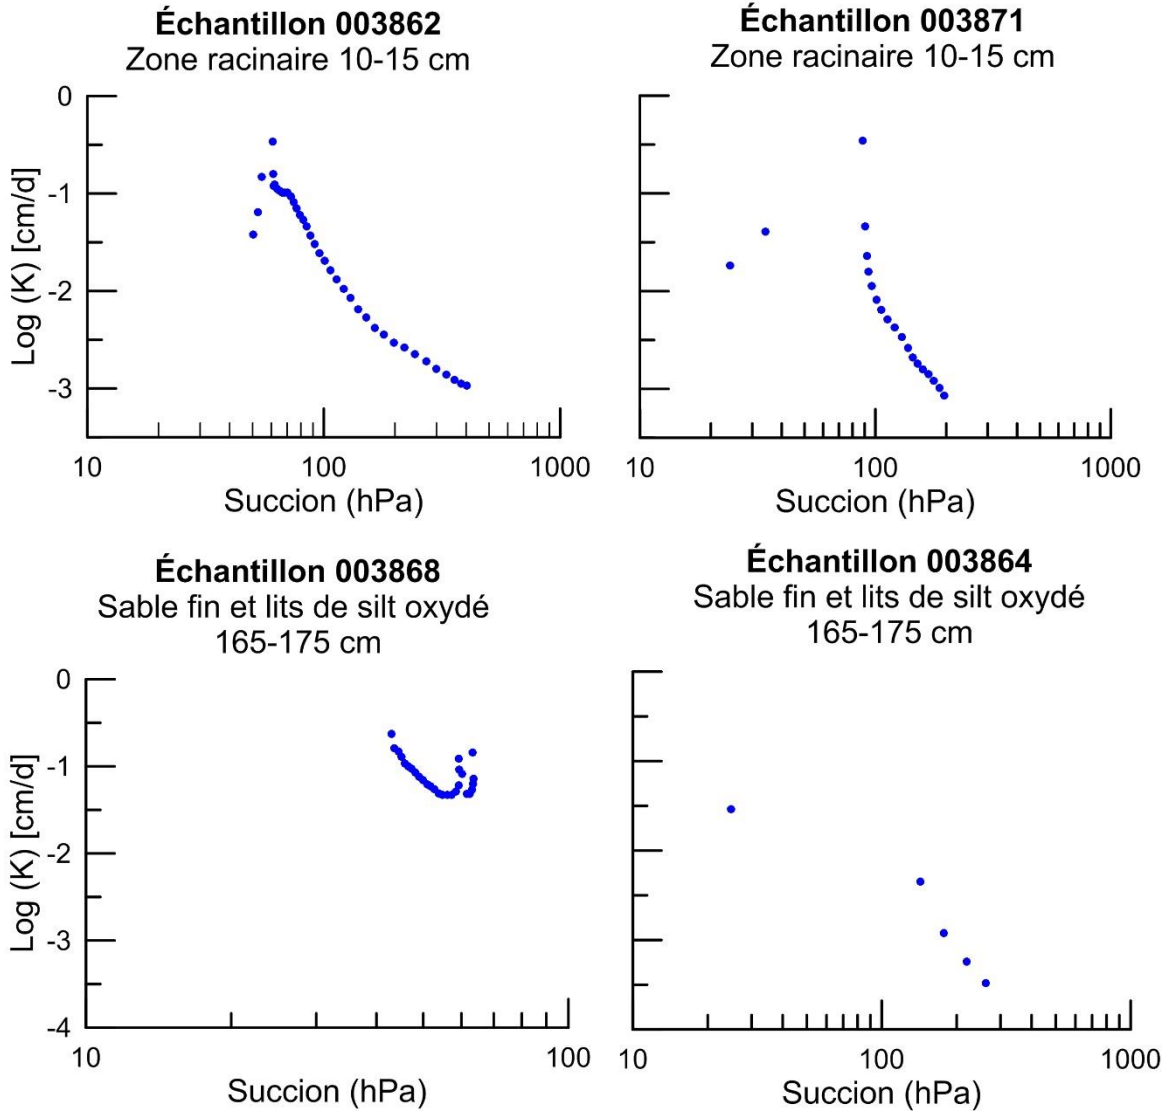 Échantillon 003862
Zone racinaire 10-15 cm
0
-1
-2
-3
Log (K) [cm/d]
10 100 1000
Succion (hPa)
Échantillon 003871
Zone racinaire 10-15 cm
10 100 1000
Succion (hPa)
Échantillon 003868
Sable fin et lits de silt oxydé
165-175 cm
0
-1
-2
-3
-4
Log (K) [cm/d]
10 100
Succion (hPa)
Échantillon 003864
Sable fin et lits de silt oxydé
165-175 cm
10 100 1000
Succion (hPa)